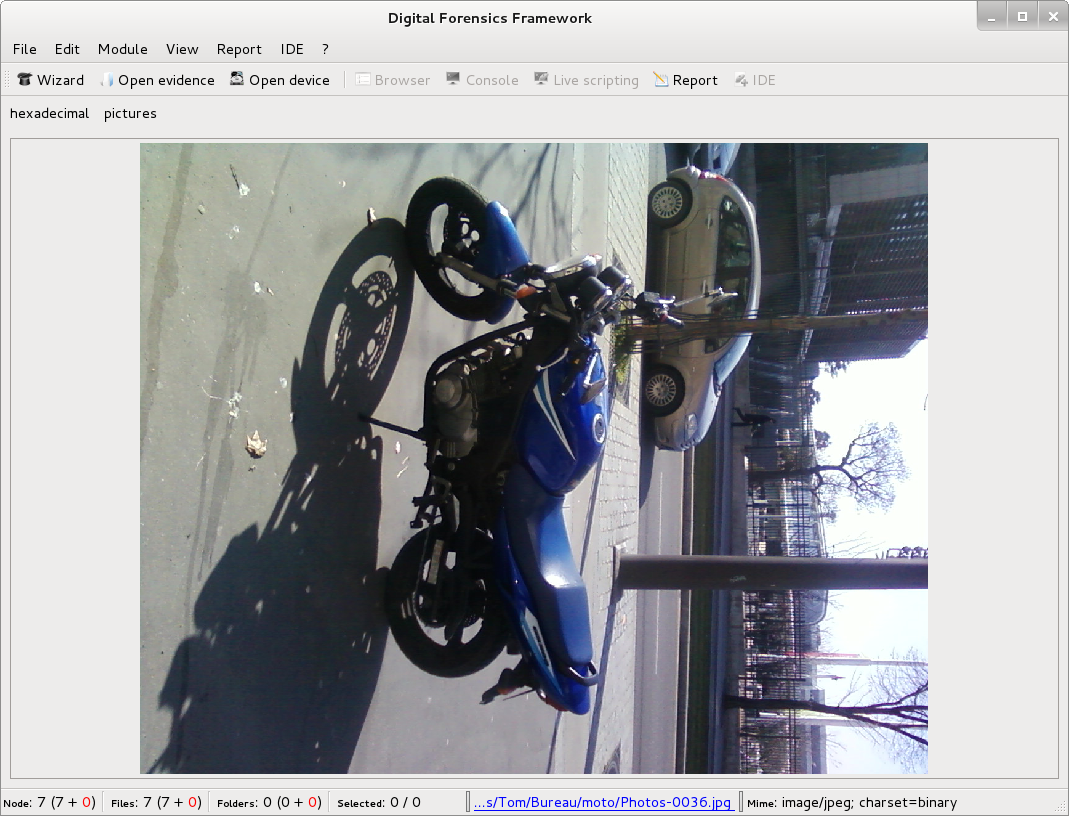 Digital Forensics Framework
File Edit Module View Report IDE ?
Wizard Open evidence Open device Browser Console Live scripting Report IDE
hexadecimal pictures
Node: 7 (7 + 0) Files: 7 (7 + 0) Folders: 0 (0 + 0) Selected: 0 / 0 ...s/Tom/Bureau/moto/Photos-0036.jpg Mime: image/jpeg; charset=binary